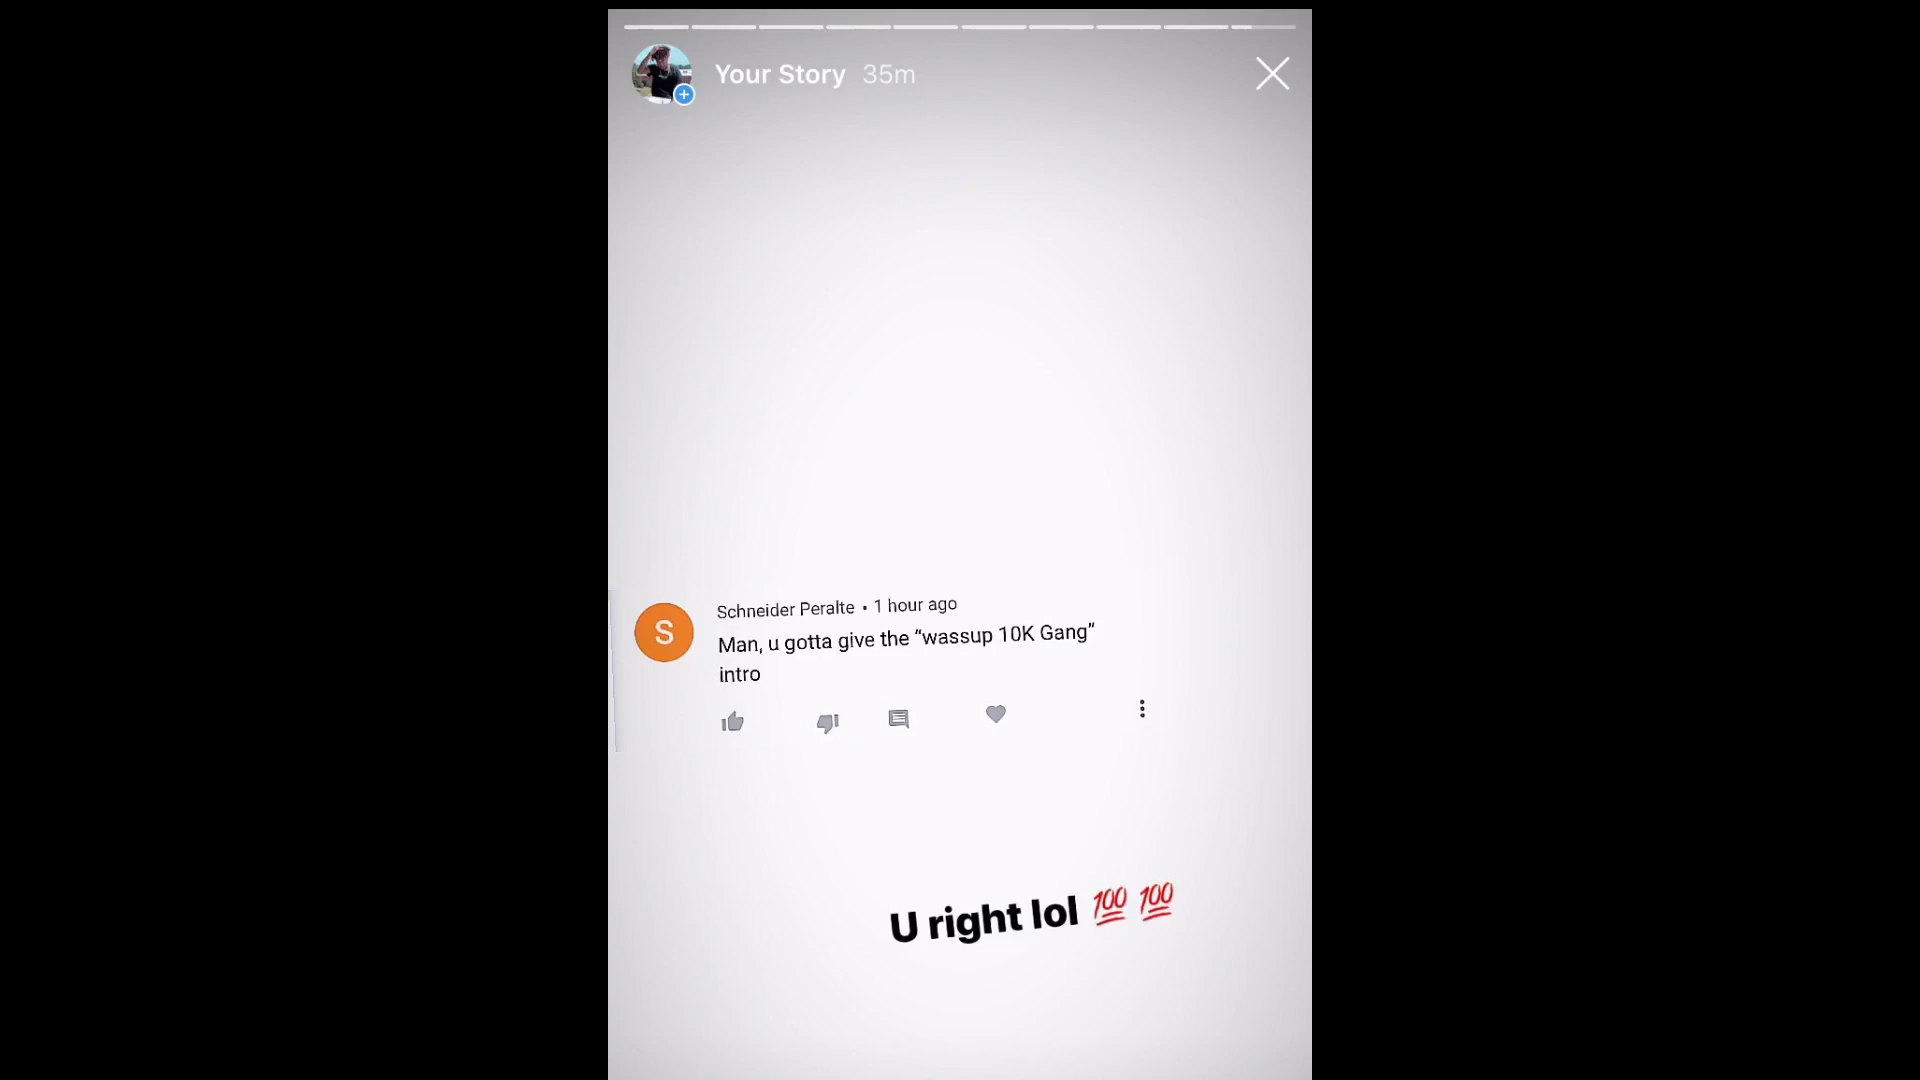 Your Story 35m
S
Schneider Peralte • 1 hour ago
Man, u gotta give the “wassup 10K Gang”
intro
U right lol 💯 💯